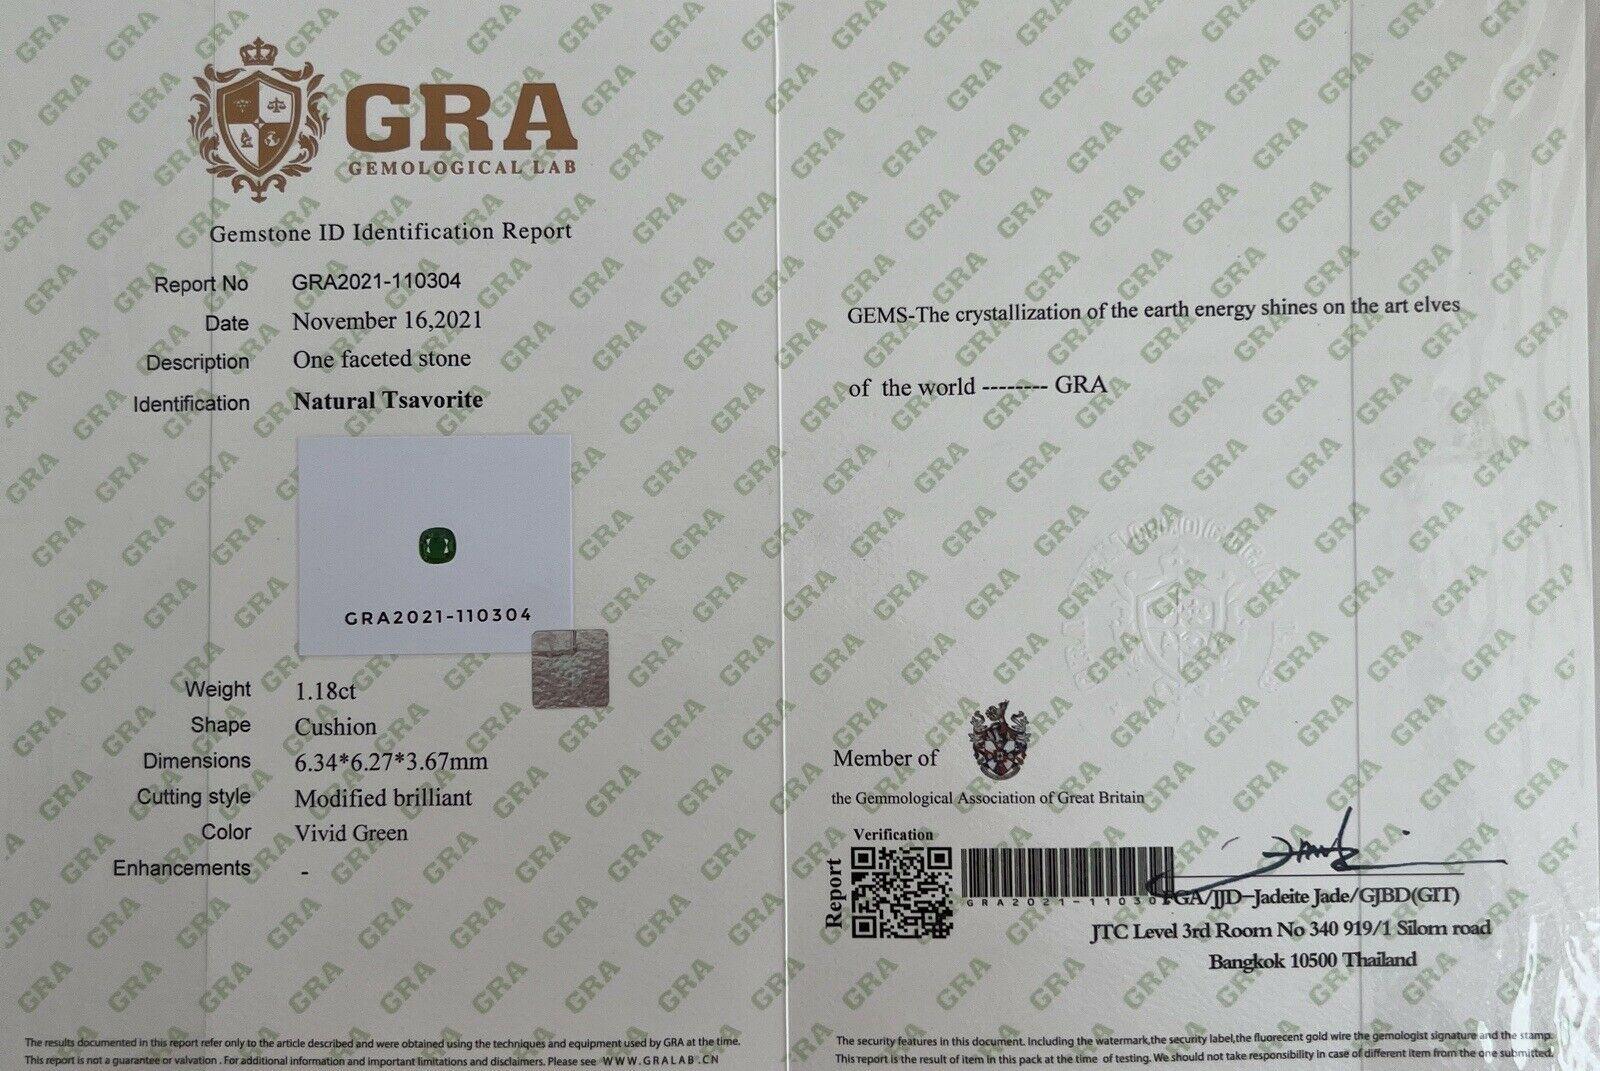 GRA
GEMOLOGICAL LAB
Gemstone ID Identification Report
Report No GRA2021-110304
Date November 16,2021
Description One faceted stone
Identification Natural Tsavorite
GRA2021-110304
Weight 1.18ct
Shape Cushion
Dimensions 6.34*6.27*3.67mm
Cutting style Modified brilliant
Color Vivid Green
Enhancements -
The results documented in this report refer only to the article described and were obtained using the techniques and equipment used by GRA at the time.
This report is not a guarantee or valvation . For additional information and important limitations and disclaimers. Please see WWW.GRALAB.CN
GEMS-The crystallization of the earth energy shines on the art elves
of the world -------- GRA
Member of
the Gemmological Association of Great Britain
Verification
Report
GRA2021-1103
FGA/JJD-Jadeite Jade/GJBD(GIT)
JTC Level 3rd Room No 340 919/1 Silom road
Bangkok 10500 Thailand
The security features in this document. Including the watermark,the security label,the fluorecent gold wire the gemologist signature and the stamp.
This report is the result of item in this pack at the time of testing. We should not take responsibility in case of different item from the one submitted.